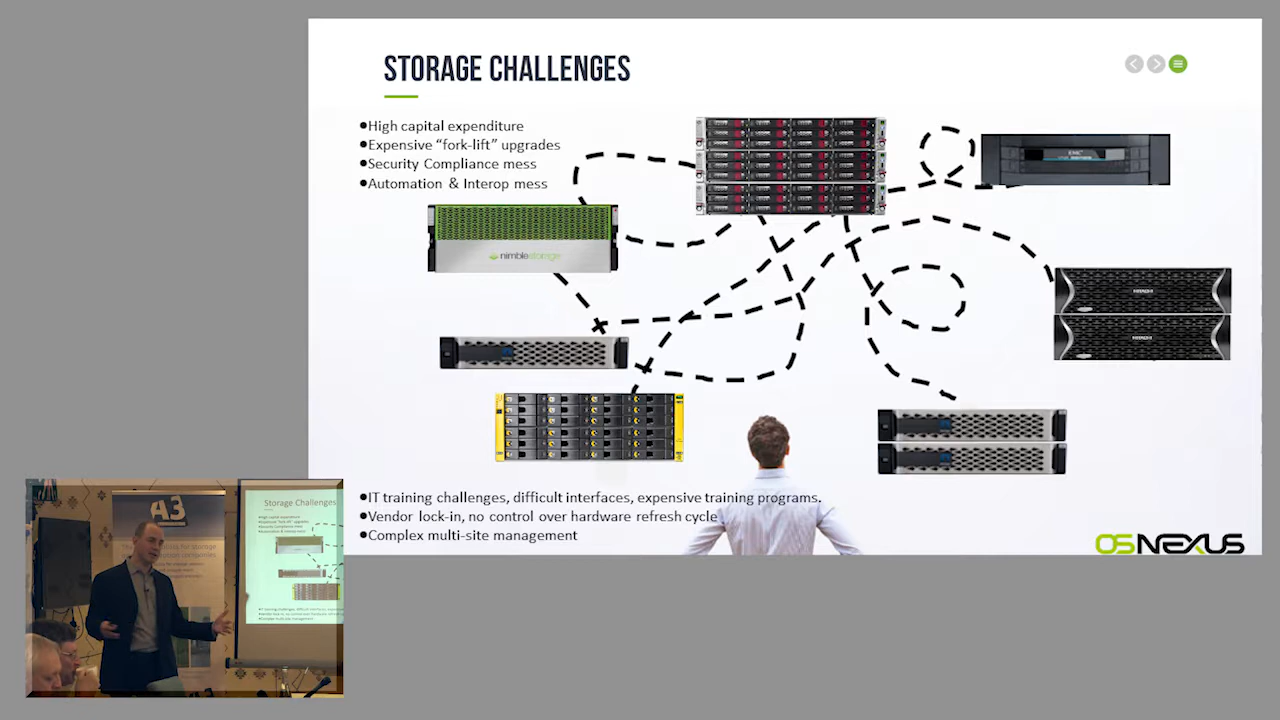 STORAGE CHALLENGES
●High capital expenditure
●Expensive “fork-lift” upgrades
●Security Compliance mess
●Automation & Interop mess
EMC
nimblestorage
HITACHI
HITACHI
●IT training challenges, difficult interfaces, expensive training programs.
●Vendor lock-in, no control over hardware refresh cycle
●Complex multi-site management
OSNEXUS
A3
Storage Challenges